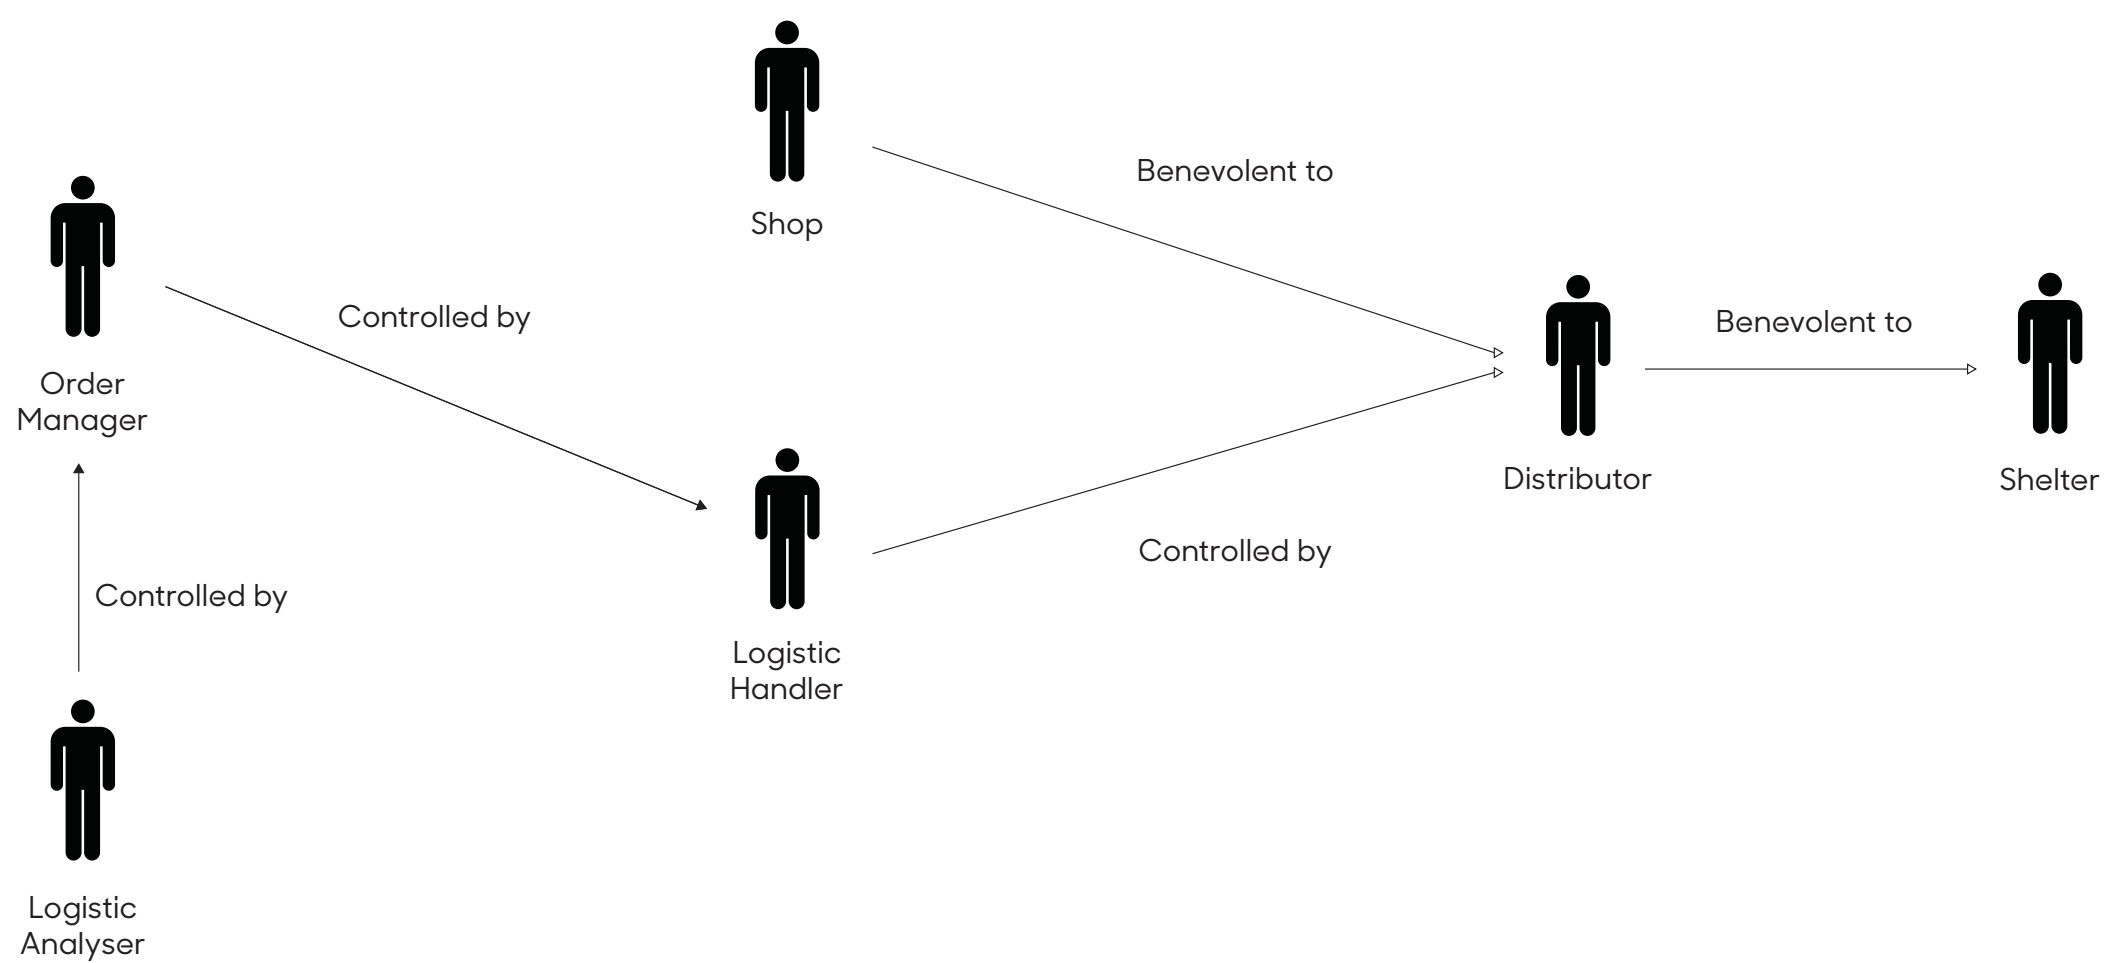 Shop
Benevolent to
Order
Manager
Controlled by
Benevolent to
Distributor
Shelter
Controlled by
Logistic
Handler
Controlled by
Logistic
Analyser